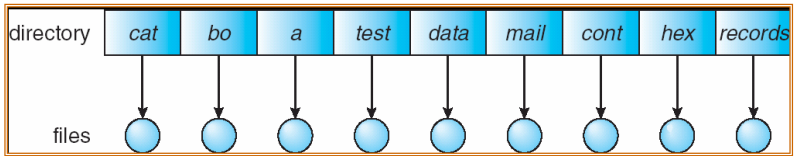 directory cat bo a test data mail cont hex records
files